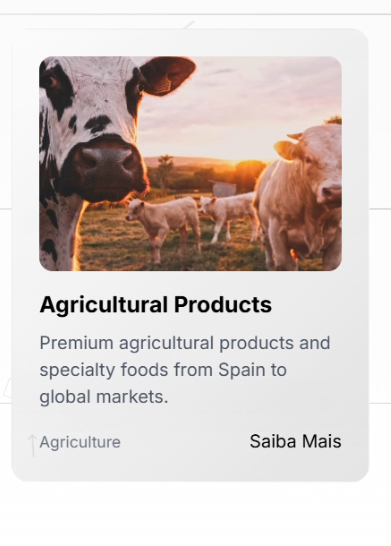 Agricultural Products
Premium agricultural products and
specialty foods from Spain to
global markets.
Agriculture
Saiba Mais